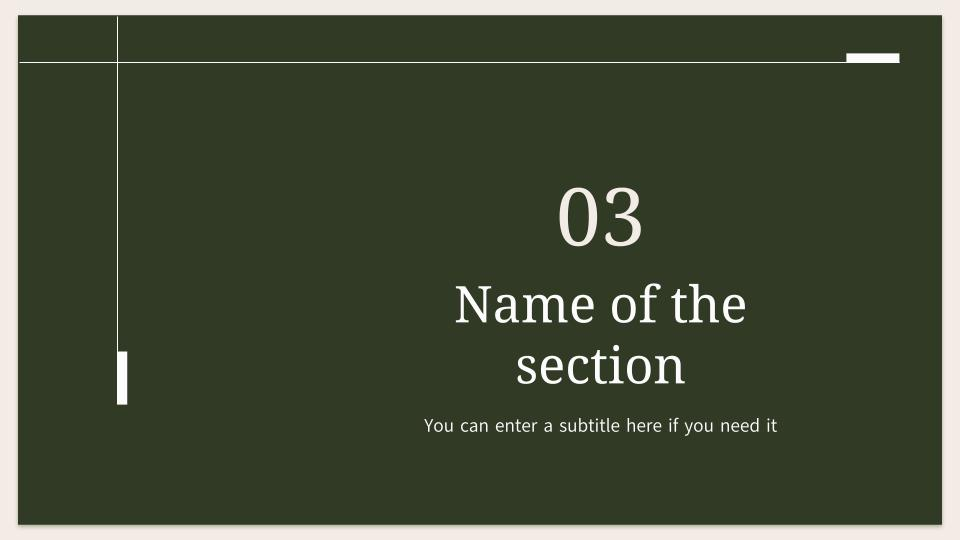 03
Name of the
section
You can enter a subtitle here if you need it